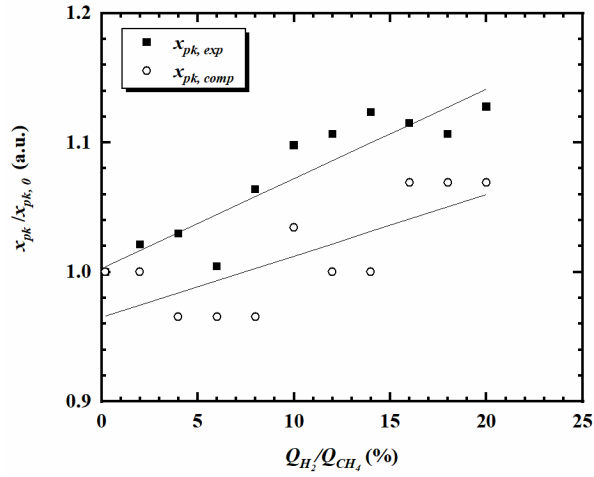 1.2
x_pk, exp
x_pk, comp
1.1
x_pk /x_pk, 0 (a.u.)
1.0
0.9
0 5 10 15 20 25
Q_H₂/Q_CH₄ (%)